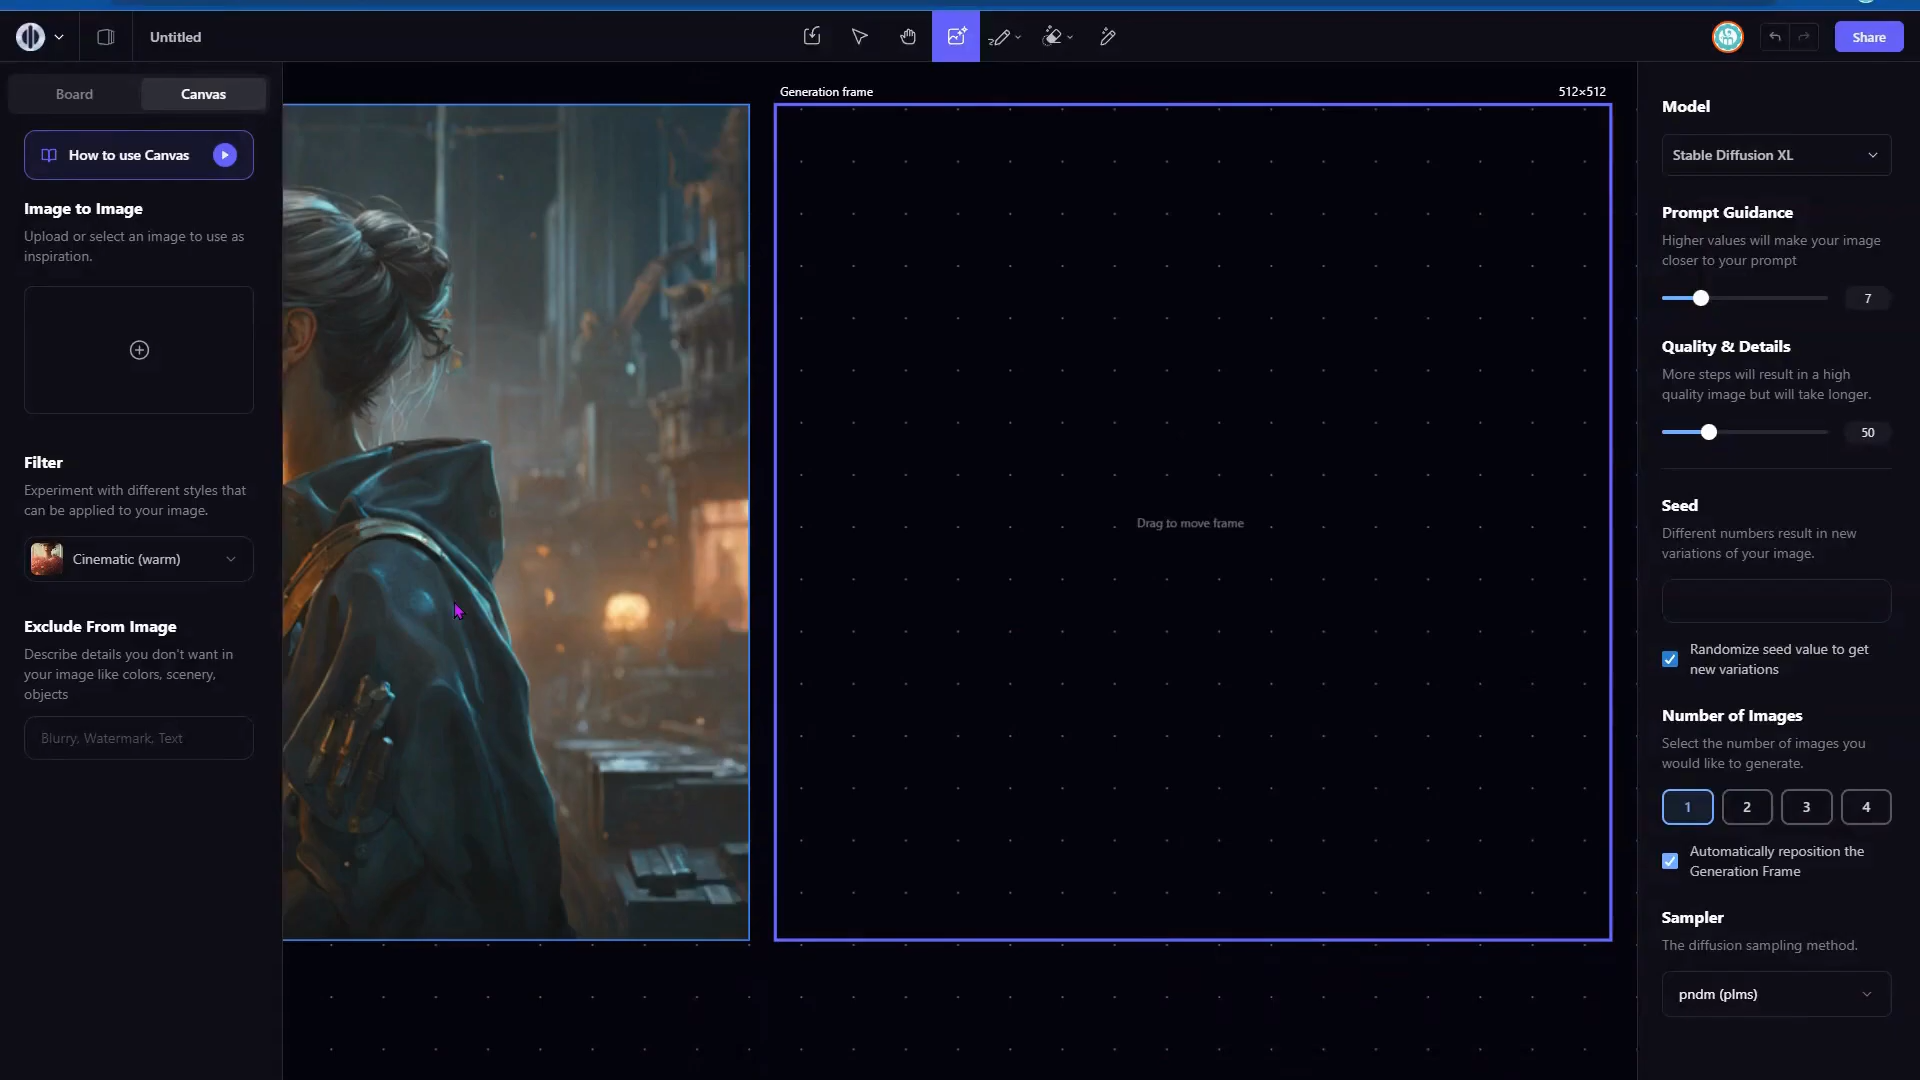 Untitled
Share
Board
Canvas
How to use Canvas
Image to Image
Upload or select an image to use as
inspiration.
Filter
Experiment with different styles that
can be applied to your image.
Cinematic (warm)
Exclude From Image
Describe details you don't want in
your image like colors, scenery,
objects
Blurry, Watermark, Text
Generation frame
512×512
Drag to move frame
Model
Stable Diffusion XL
Prompt Guidance
Higher values will make your image
closer to your prompt
7
Quality & Details
More steps will result in a high
quality image but will take longer.
50
Seed
Different numbers result in new
variations of your image.
Randomize seed value to get
new variations
Number of Images
Select the number of images you
would like to generate.
1
2
3
4
Automatically reposition the
Generation Frame
Sampler
The diffusion sampling method.
pndm (plms)